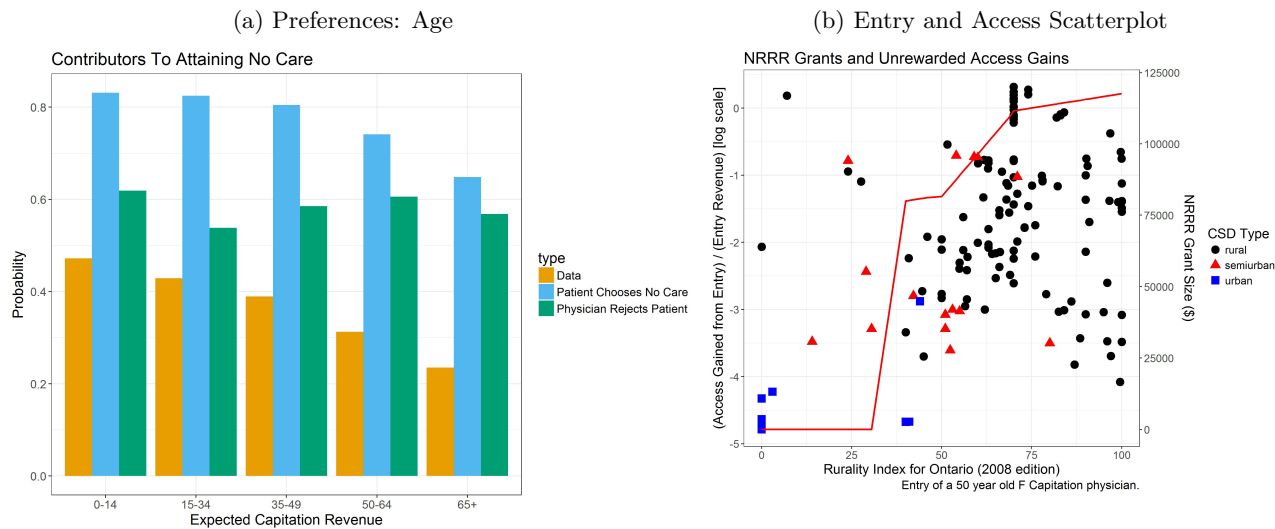 (a) Preferences: Age
Contributors To Attaining No Care
Probability
0.8
0.6
0.4
0.2
0.0
0-14
15-34
35-49
50-64
65+
Expected Capitation Revenue
type
Data
Patient Chooses No Care
Physician Rejects Patient
(b) Entry and Access Scatterplot
NRRR Grants and Unrewarded Access Gains
(Access Gained from Entry) / (Entry Revenue) [log scale]
0
-1
-2
-3
-4
-5
0
25
50
75
100
Rurality Index for Ontario (2008 edition)
Entry of a 50 year old F Capitation physician.
125000
100000
75000
50000
25000
0
NRRR Grant Size ($)
CSD Type
rural
semiurban
urban